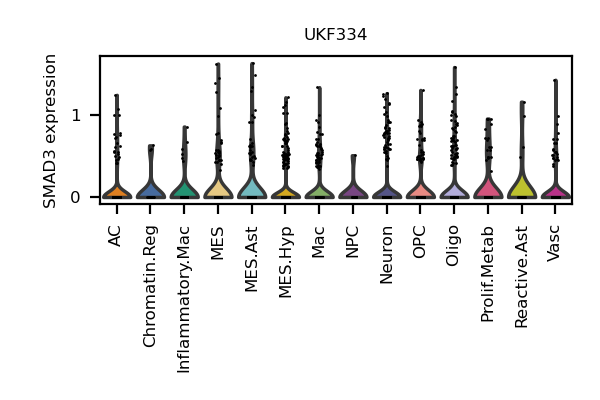 UKF334
SMAD3 expression
1
0
AC
Chromatin.Reg
Inflammatory.Mac
MES
MES.Ast
MES.Hyp
Mac
NPC
Neuron
OPC
Oligo
Prolif.Metab
Reactive.Ast
Vasc